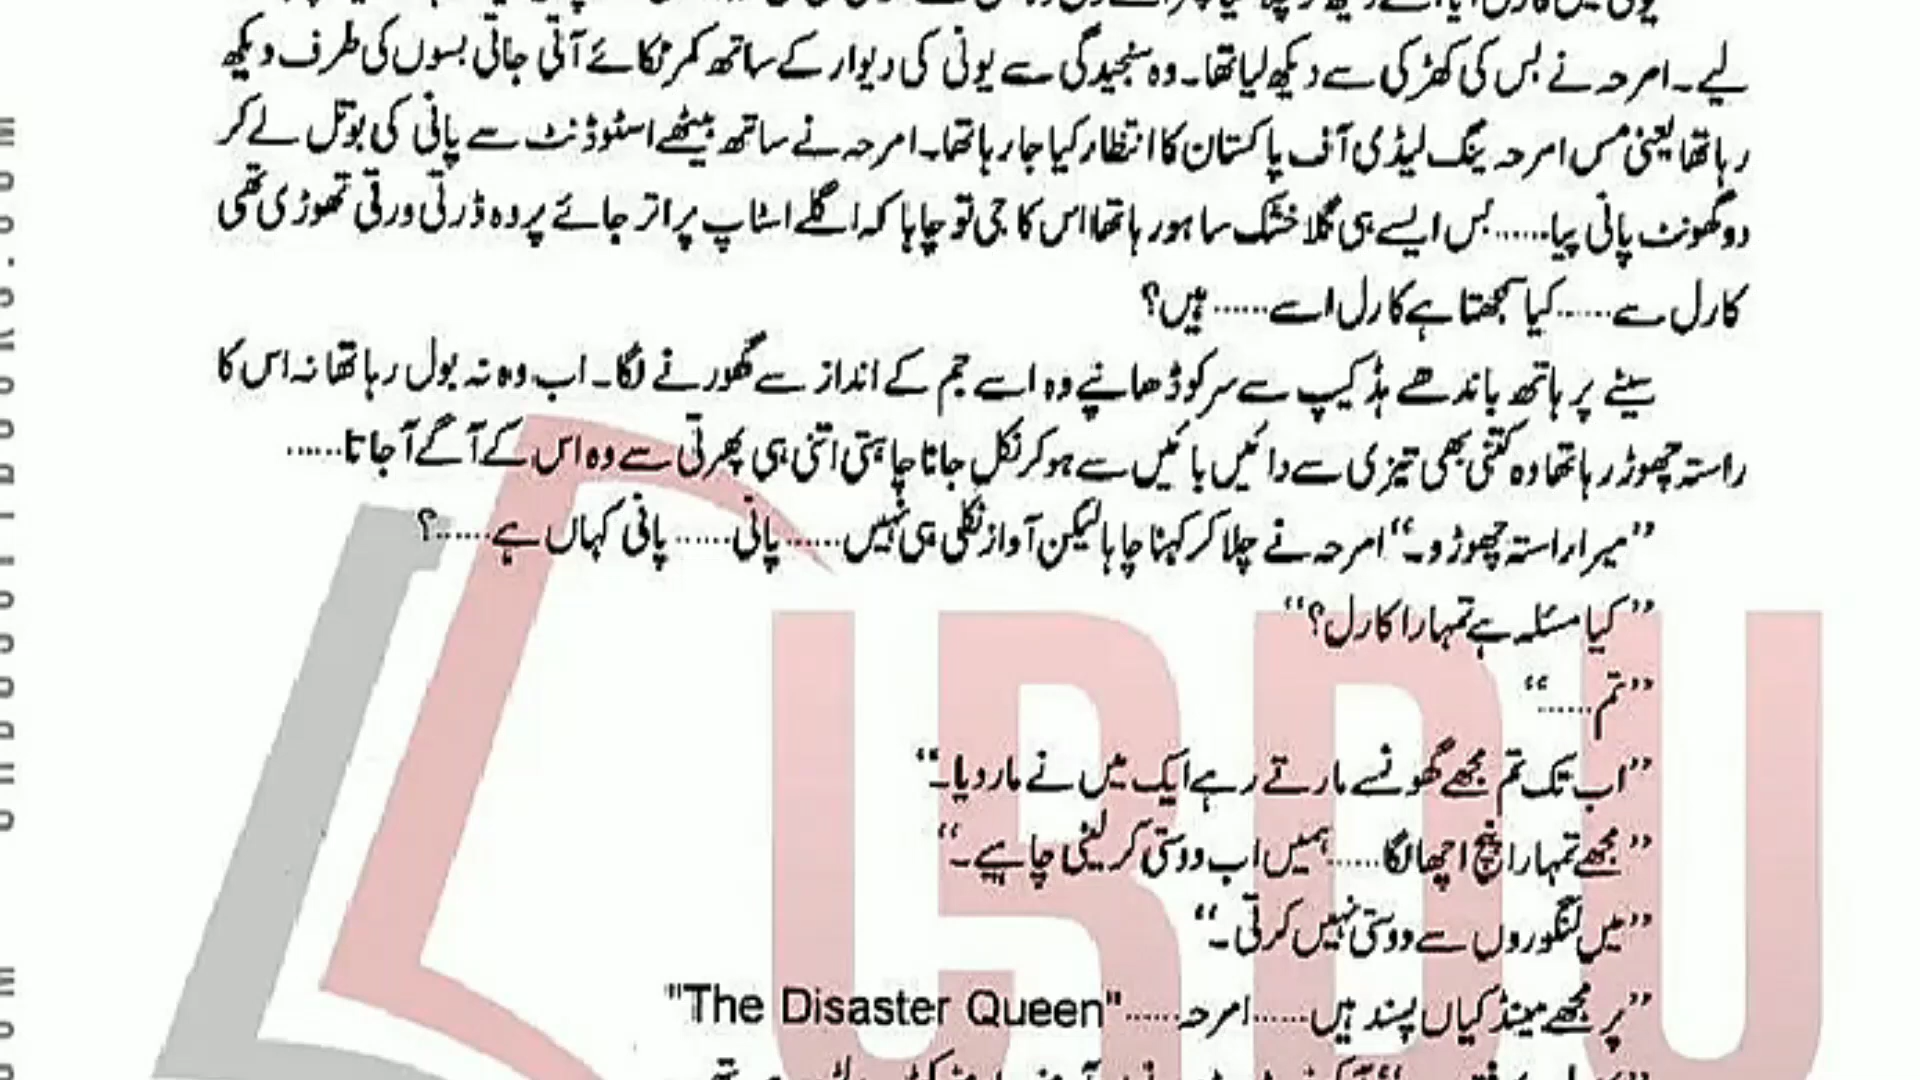 لیے۔ امرحہ نے بس کی کھڑکی سے دیکھ لیا تھا۔ وہ سنجیدگی سے یونی کی دیوار کے ساتھ کمر ٹکائے آتی جاتی بسوں کی طرف دیکھ
رہا تھا یعنی مس امرحہ ینگ لیڈی آف پاکستان کا انتظار کیا جا رہا تھا۔ امرحہ نے ساتھ بیٹھے اسٹوڈنٹ سے پانی کی بوتل لے کر
دو گھونٹ پانی پیا...... بس ایسے ہی گلا خشک سا ہو رہا تھا اس کا جی تو چاہا کہ اگلے اسٹاپ پر اتر جائے پر وہ ڈرتی ورتی تھوڑی تھی
کارل سے...... کیا سمجھتا ہے کارل اسے...... ہیں؟
سینے پر ہاتھ باندھے ہڈ کیپ سے سر کو ڈھانپے وہ اسے جم کے انداز سے گھورنے لگا۔ اب وہ نہ بول رہا تھا نہ اس کا
راستہ چھوڑ رہا تھا وہ کتنی بھی تیزی سے دائیں بائیں سے ہو کر نکل جانا چاہتی اتنی ہی پھرتی سے وہ اس کے آگے آ جاتا......
”میرا راستہ چھوڑو۔“ امرحہ نے چلا کر کہنا چاہا لیکن آواز نکلی ہی نہیں...... پانی...... پانی کہاں ہے......؟
”کیا مسئلہ ہے تمہارا کارل؟“
”تم......“
”اب تک تم مجھے گھونسے مارتے رہے ایک میں نے مار دیا۔“
”مجھے تمہارا پنچ اچھا لگا...... ہمیں اب دوستی کر لینی چاہیے۔“
”میں لنگوروں سے دوستی نہیں کرتی۔“
”پر مجھے مینڈکیاں پسند ہیں...... امرحہ...... "The Disaster Queen"
URDU